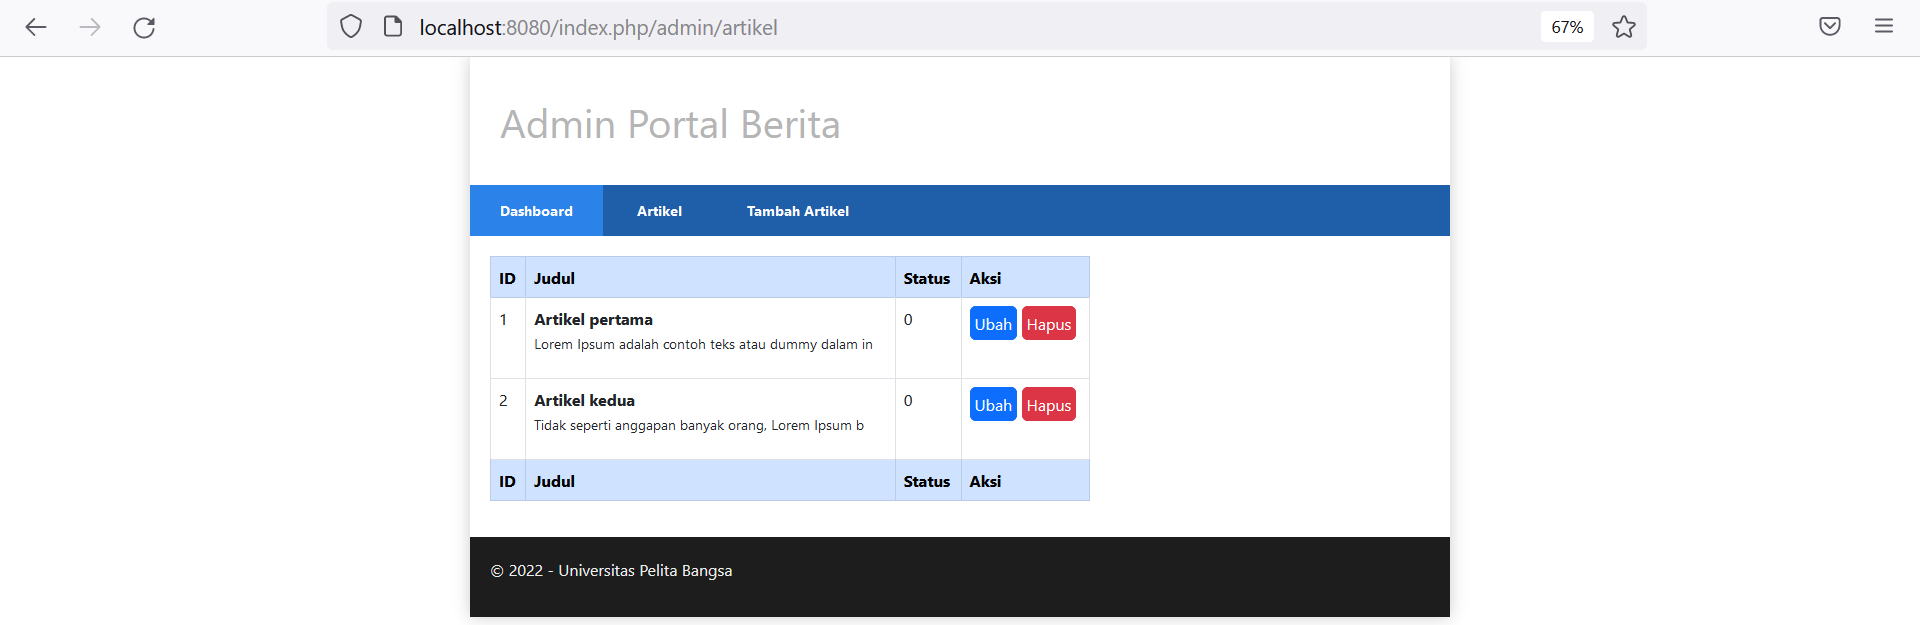 localhost:8080/index.php/admin/artikel 67%
Admin Portal Berita
Dashboard Artikel Tambah Artikel
ID Judul Status Aksi
1 Artikel pertama 0 Ubah Hapus
Lorem Ipsum adalah contoh teks atau dummy dalam in
2 Artikel kedua 0 Ubah Hapus
Tidak seperti anggapan banyak orang, Lorem Ipsum b
ID Judul Status Aksi
© 2022 - Universitas Pelita Bangsa